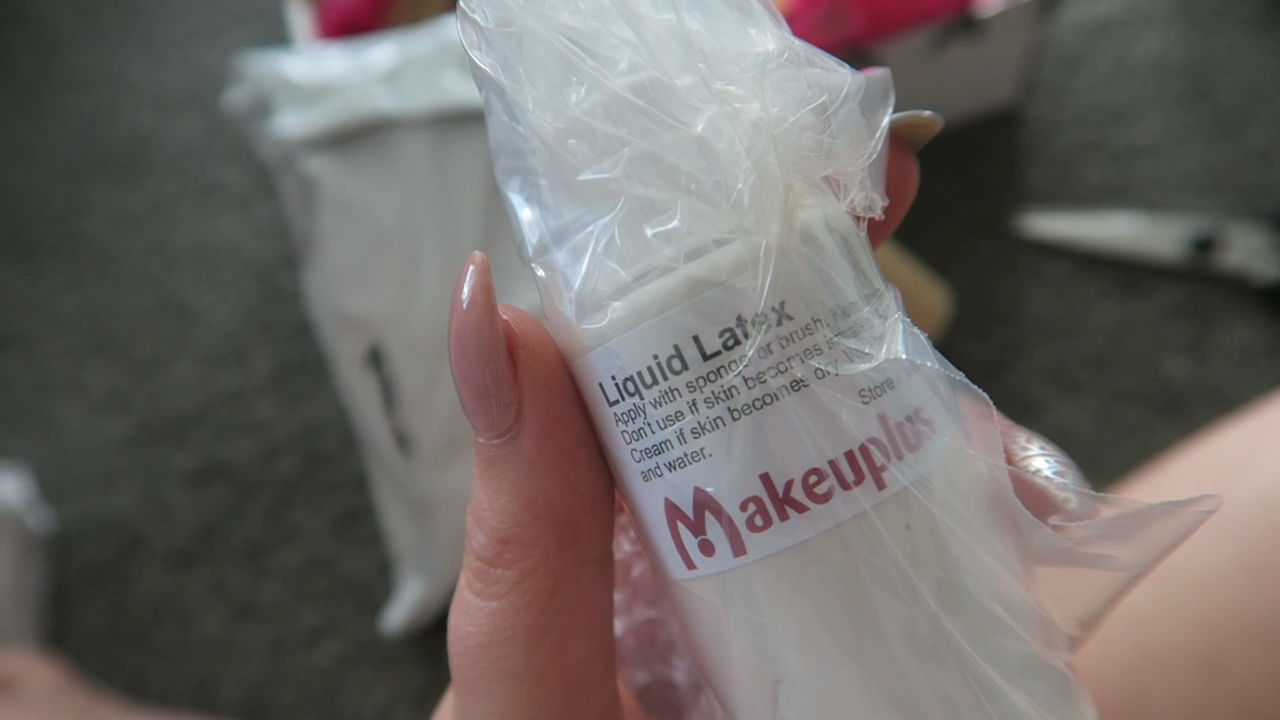 Liquid Latex
Apply with sponge or brush.
Don't use if skin becomes
Cream if skin becomes dry
and water.
Store
Makeuplus